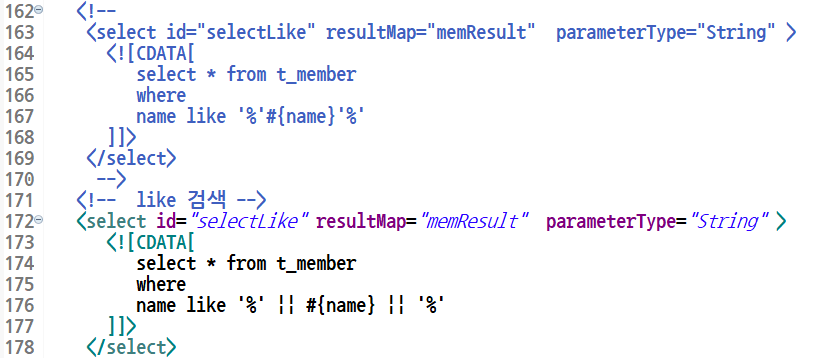 162 <!--
163 <select id="selectLike" resultMap="memResult"  parameterType="String" >
164 <![CDATA[
165 select * from t_member
166 where
167 name like '%'#{name}'%'
168 ]]>
169 </select>
170 -->
171 <!--  like 검색 -->
172 <select id="selectLike" resultMap="memResult"  parameterType="String" >
173 <![CDATA[
174 select * from t_member
175 where
176 name like '%' || #{name} || '%'
177 ]]>
178 </select>